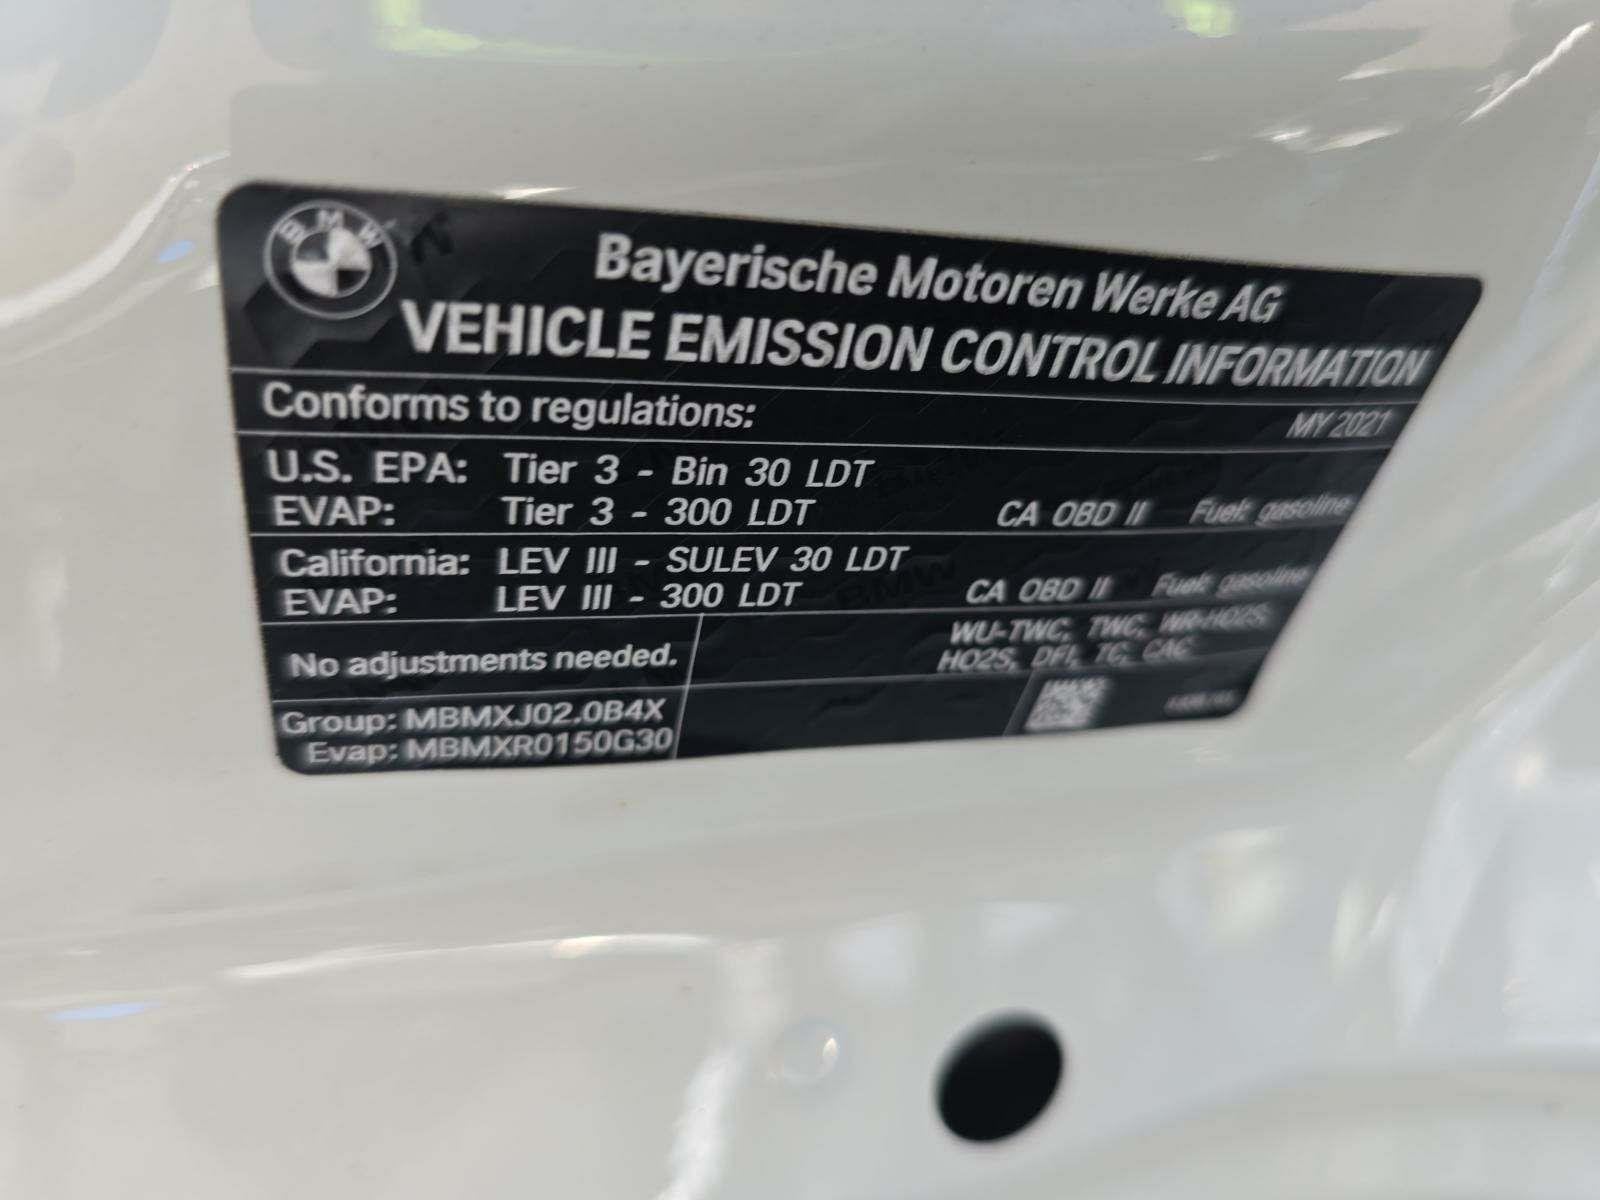 BMW
Bayerische Motoren Werke AG
VEHICLE EMISSION CONTROL INFORMATION
Conforms to regulations: MY 2021
U.S. EPA: Tier 3 - Bin 30 LDT
EVAP: Tier 3 - 300 LDT CA OBD II Fuel: gasoline
California: LEV III - SULEV 30 LDT
EVAP: LEV III - 300 LDT CA OBD II Fuel: gasoline
No adjustments needed. WU-TWC, TWC, WR-HO2S,
HO2S, DFI, TC, CAC
Group: MBMXJ02.0B4X
Evap: MBMXR0150G30